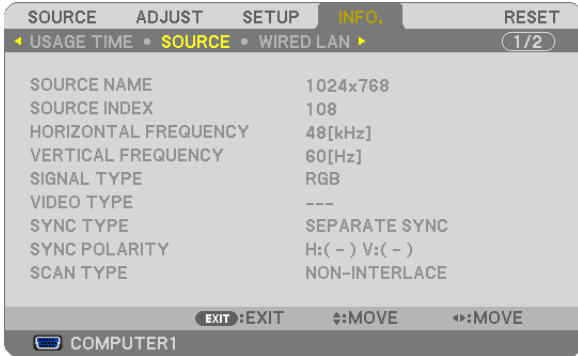 SOURCE ADJUST SETUP INFO. RESET
USAGE TIME • SOURCE • WIRED LAN 1/2
SOURCE NAME 1024x768
SOURCE INDEX 108
HORIZONTAL FREQUENCY 48[kHz]
VERTICAL FREQUENCY 60[Hz]
SIGNAL TYPE RGB
VIDEO TYPE ---
SYNC TYPE SEPARATE SYNC
SYNC POLARITY H:( - ) V:( - )
SCAN TYPE NON-INTERLACE
EXIT :EXIT :MOVE :MOVE
COMPUTER1